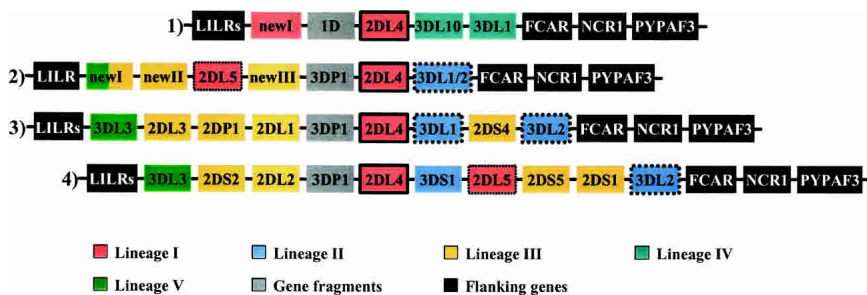 1) LILRs newI 1D 2DL4 3DL10 3DL1 FCAR NCR1 PYPAF3
2) LILR newI newII 2DL5 newIII 3DP1 2DL4 3DL1/2 FCAR NCR1 PYPAF3
3) LILRs 3DL3 2DL3 2DP1 2DL1 3DP1 2DL4 3DL1 2DS4 3DL2 FCAR NCR1 PYPAF3
4) LILRs 3DL3 2DS2 2DL2 3DP1 2DL4 3DS1 2DL5 2DS5 2DS1 3DL2 FCAR NCR1 PYPAF3
Lineage I Lineage II Lineage III Lineage IV
Lineage V Gene fragments Flanking genes